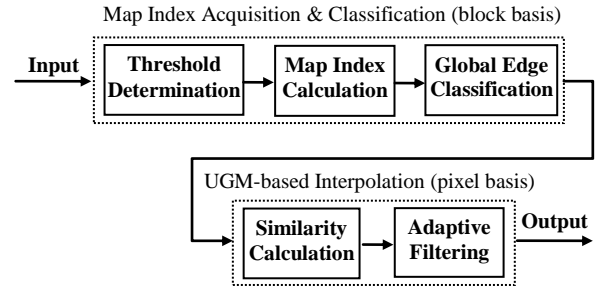 Map Index Acquisition & Classification (block basis)
Input
Threshold
Determination
Map Index
Calculation
Global Edge
Classification
UGM-based Interpolation (pixel basis)
Similarity
Calculation
Adaptive
Filtering
Output